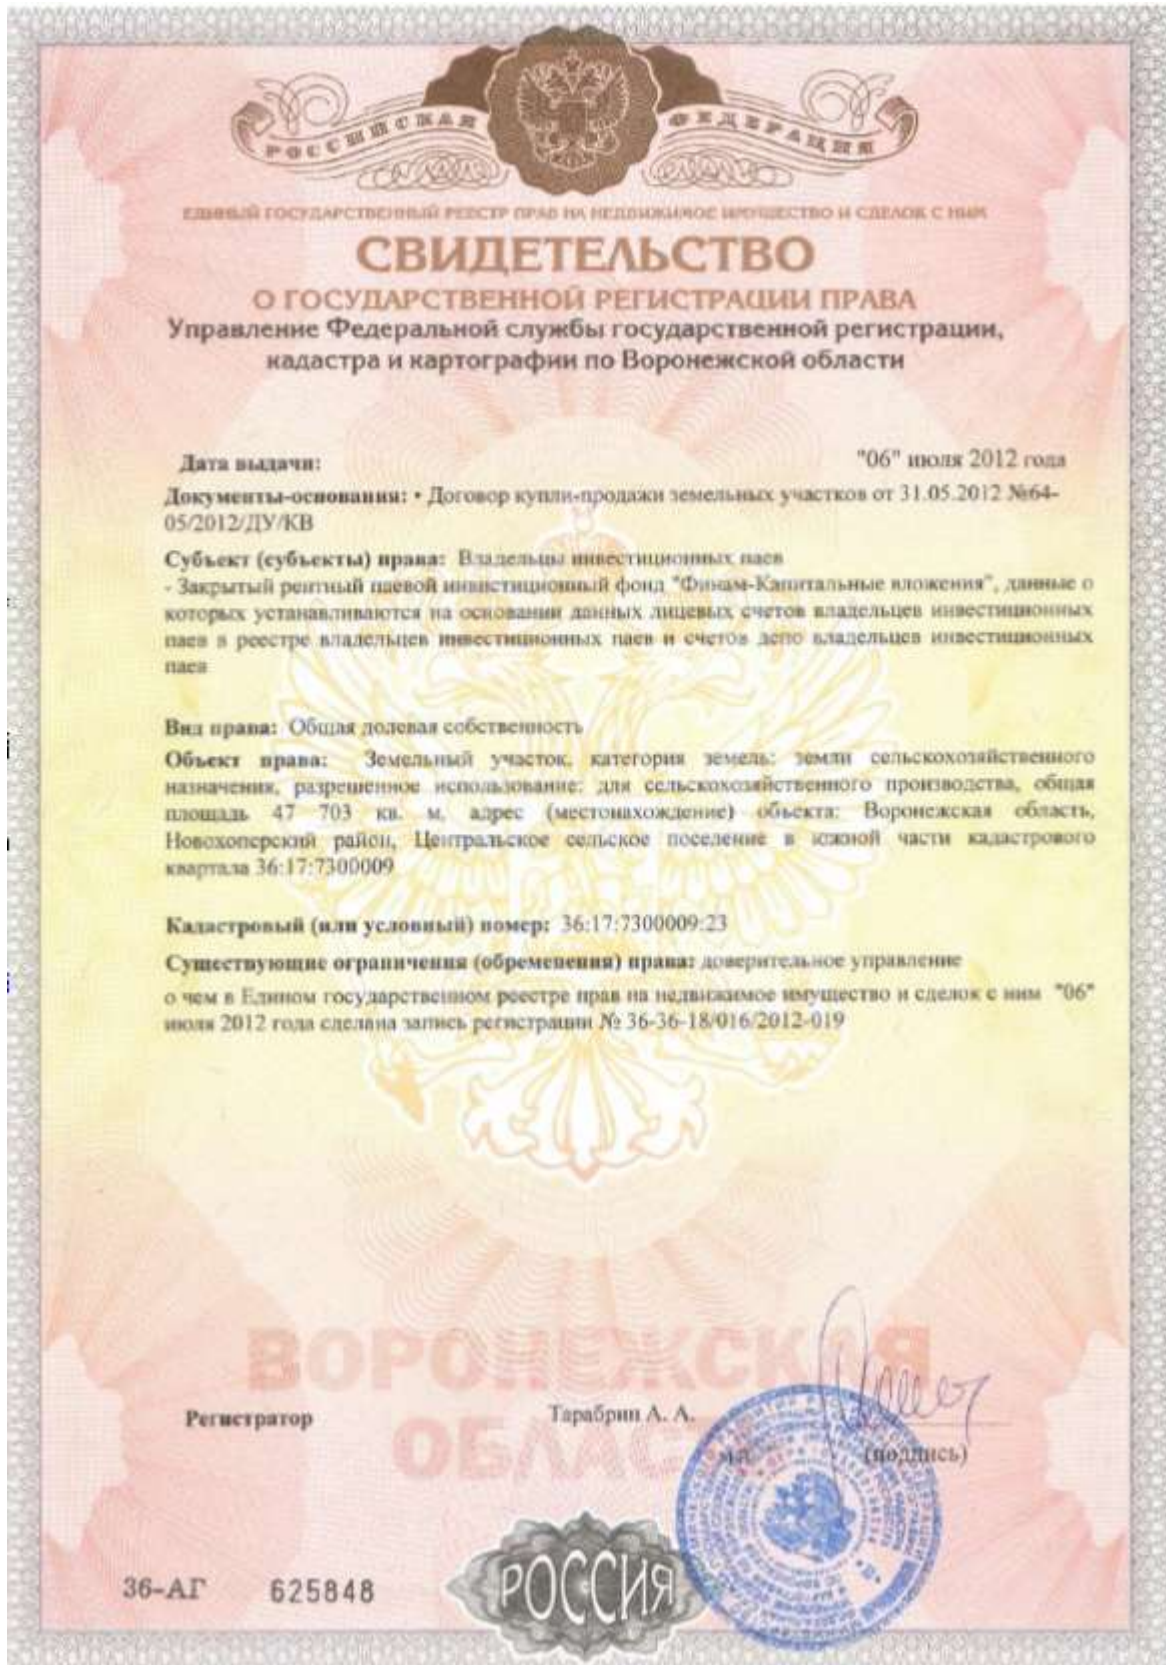 РОССИЙСКАЯ ФЕДЕРАЦИЯ
ЕДИНЫЙ ГОСУДАРСТВЕННЫЙ РЕЕСТР ПРАВ НА НЕДВИЖИМОЕ ИМУЩЕСТВО И СДЕЛОК С НИМ
СВИДЕТЕЛЬСТВО
О ГОСУДАРСТВЕННОЙ РЕГИСТРАЦИИ ПРАВА
Управление Федеральной службы государственной регистрации,
кадастра и картографии по Воронежской области
Дата выдачи: "06" июля 2012 года
Документы-основания: • Договор купли-продажи земельных участков от 31.05.2012 №64-
05/2012/ДУ/КВ
Субъект (субъекты) права: Владельцы инвестиционных паев
- Закрытый рентный паевой инвистиционный фонд "Финам-Капитальные вложения", данные о
которых устанавливаются на основании данных лицевых счетов владельцев инвестиционных
паев в реестре владельцев инвестиционных паев и счетов депо владельцев инвестиционных
паев
Вид права: Общая долевая собственность
Объект права: Земельный участок, категория земель: земли сельскохозяйственного
назначения, разрешенное использование: для сельскохозяйственного производства, общая
площадь 47 703 кв. м, адрес (местонахождение) объекта: Воронежская область,
Новохоперский район, Центральское сельское поселение в южной части кадастрового
квартала 36:17:7300009
Кадастровый (или условный) номер: 36:17:7300009:23
Существующие ограничения (обременения) права: доверительное управление
о чем в Едином государственном реестре прав на недвижимое имущество и сделок с ним "06"
июля 2012 года сделана запись регистрации № 36-36-18/016/2012-019
ВОРОНЕЖСКАЯ
Регистратор Тарабрин А. А.
ОБЛАСТЬ
м.п. (подпись)
РОССИЯ
36-АГ 625848